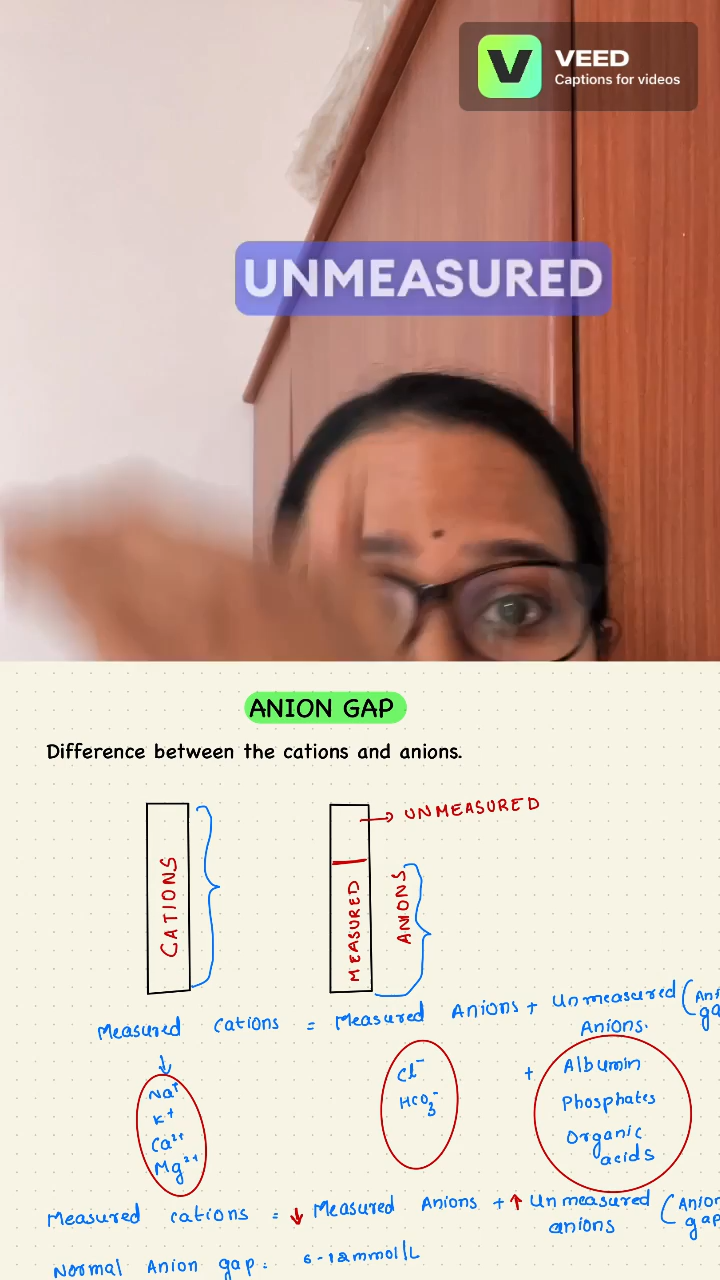 VEED
Captions for videos
UNMEASURED
ANION GAP
Difference between the cations and anions.
CATIONS
UNMEASURED
MEASURED
ANIONS
Measured cations = Measured Anions + Unmeasured
Anions.
Na⁺
K⁺
Ca²⁺
Mg²⁺
Cl⁻
HCO₃⁻
+
Albumin
Phosphates
Organic
acids
Measured cations = ↓ Measured Anions + ↑ Unmeasured (Anion
anions gap
Normal Anion gap: 6-12mmol/L